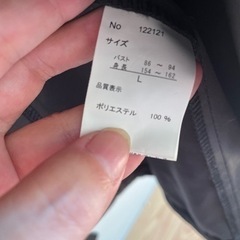 No 122121
サイズ
バスト 86 ~ 94
身長 154 ~ 162
L
品質表示
ポリエステル 100 %